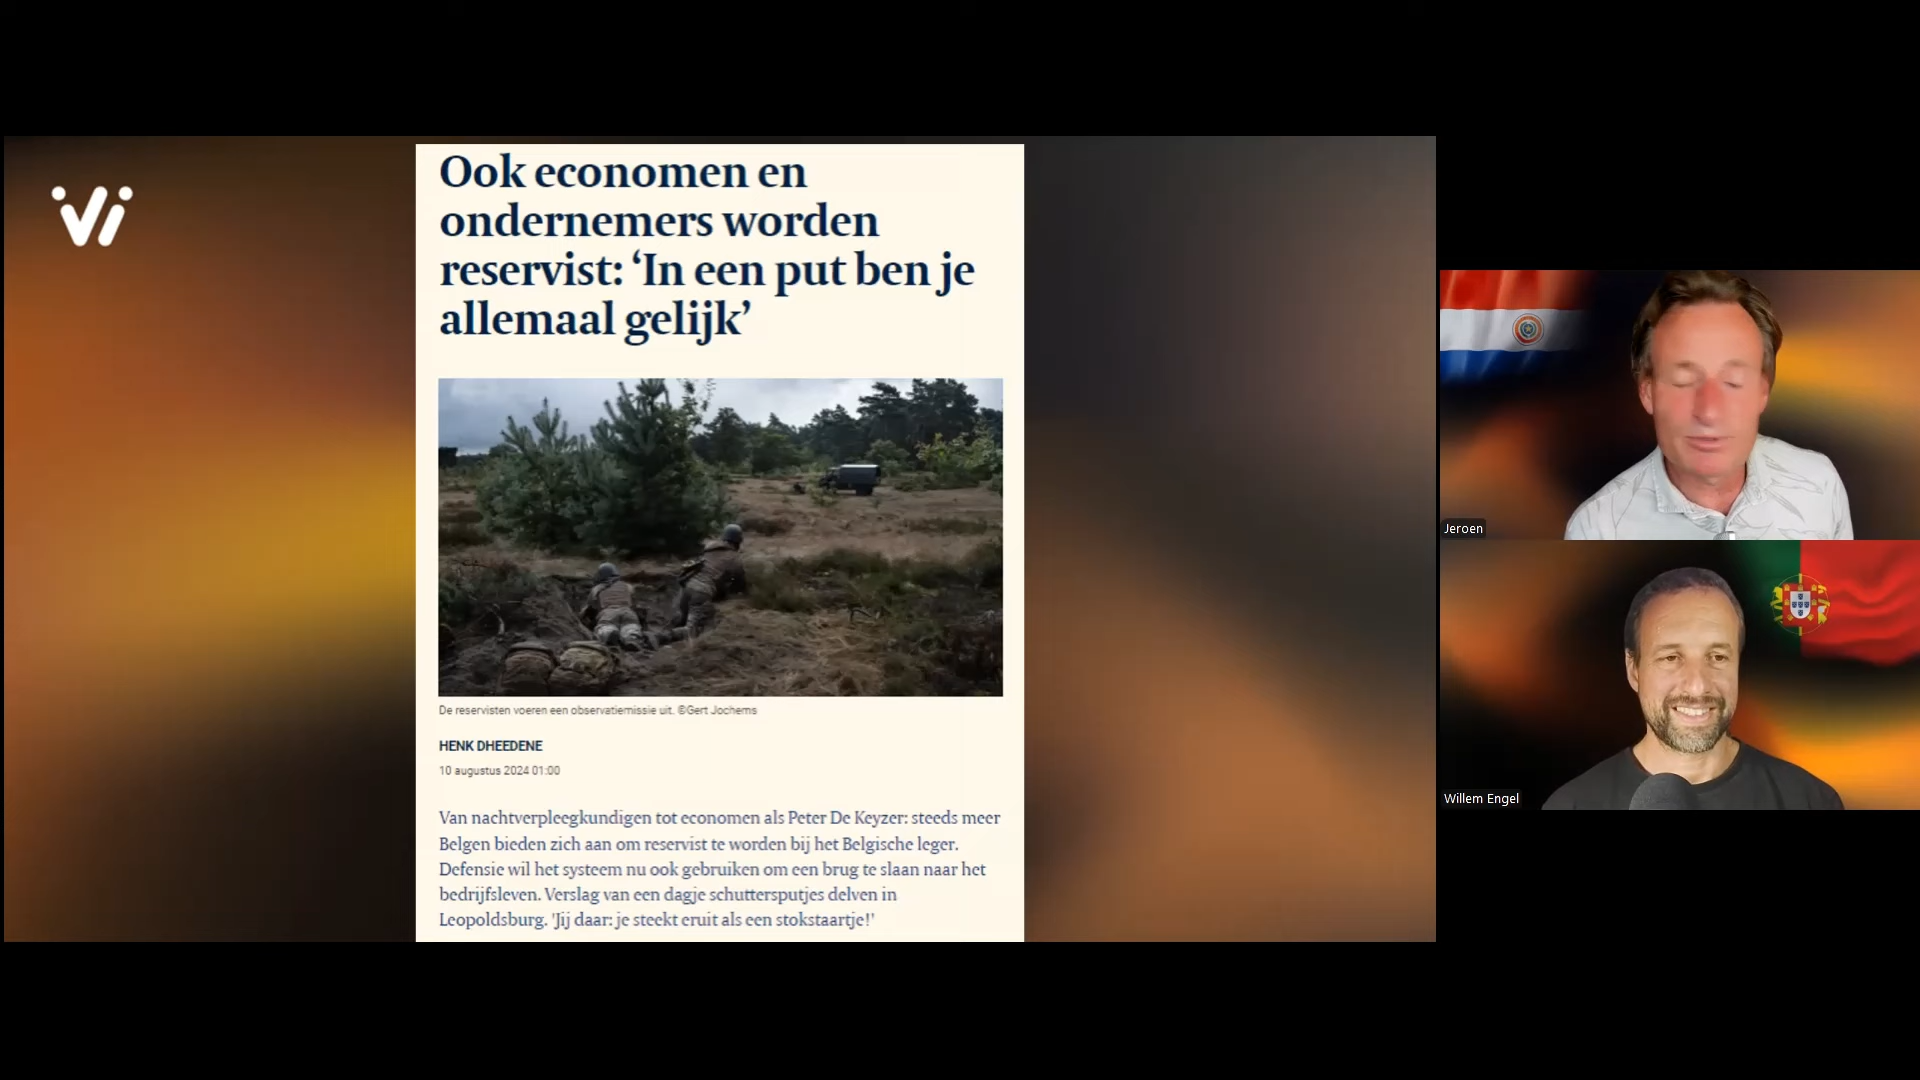 Ook economen en
ondernemers worden
reservist: ‘In een put ben je
allemaal gelijk’
De reservisten voeren een observatiemissie uit. ©Gert Jochems
HENK DHEEDENE
10 augustus 2024 01:00
Van nachtverpleegkundigen tot economen als Peter De Keyzer: steeds meer
Belgen bieden zich aan om reservist te worden bij het Belgische leger.
Defensie wil het systeem nu ook gebruiken om een brug te slaan naar het
bedrijfsleven. Verslag van een dagje schuttersputjes delven in
Leopoldsburg. 'Jij daar: je steekt eruit als een stokstaartje!'
Jeroen
Willem Engel